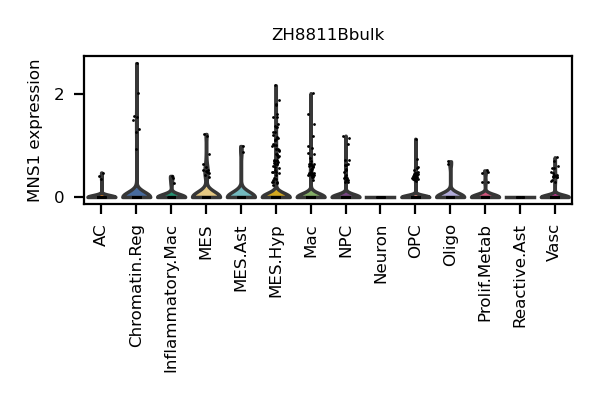 ZH8811Bbulk
MNS1 expression
2
0
AC
Chromatin.Reg
Inflammatory.Mac
MES
MES.Ast
MES.Hyp
Mac
NPC
Neuron
OPC
Oligo
Prolif.Metab
Reactive.Ast
Vasc